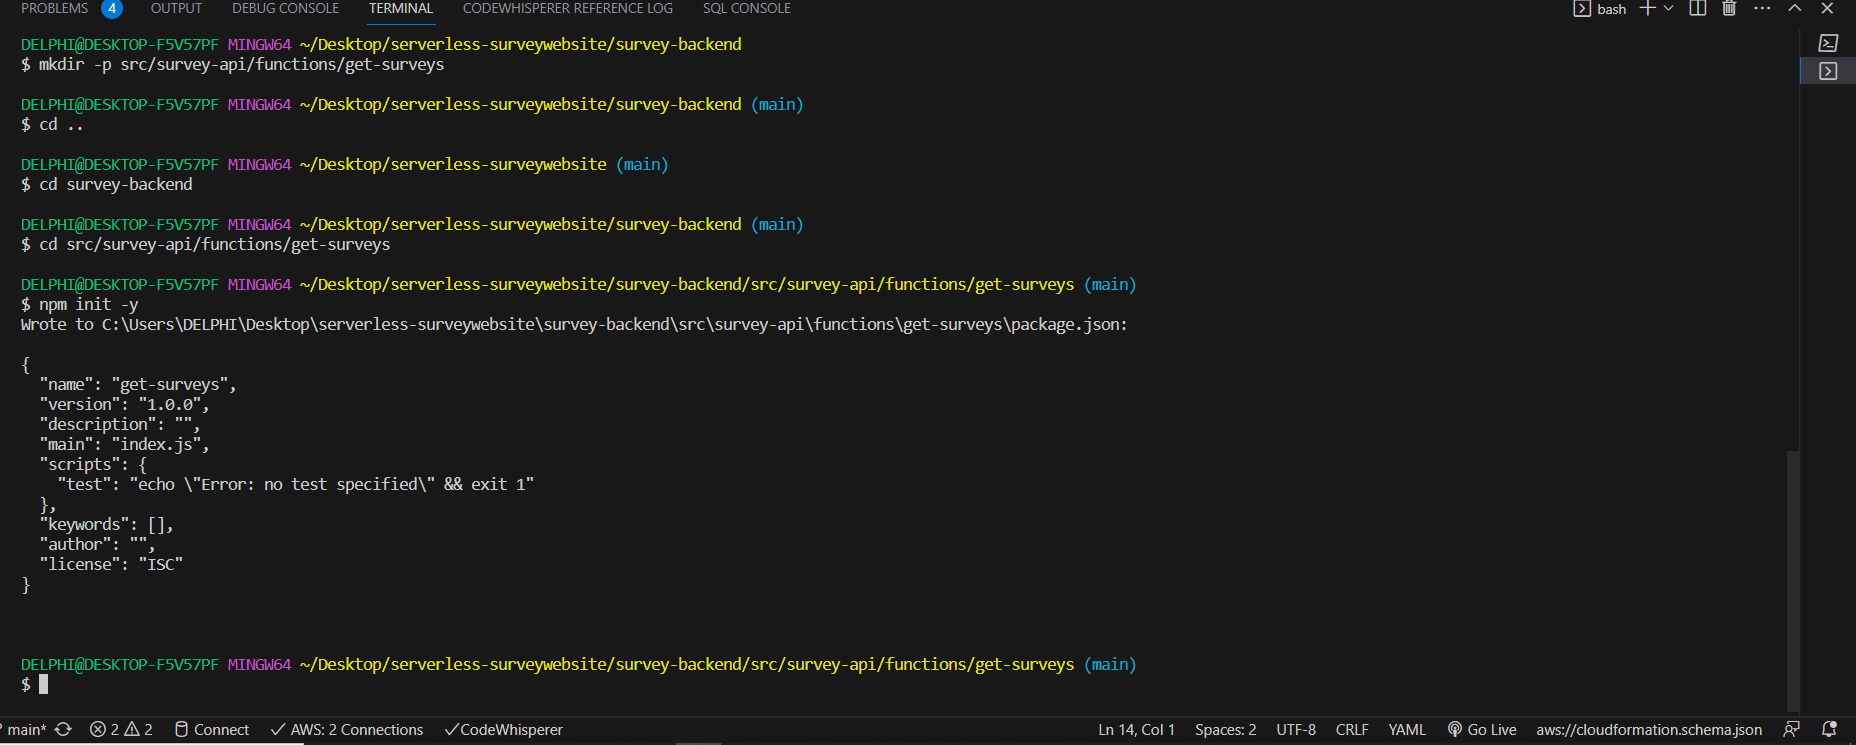 PROBLEMS 4 OUTPUT DEBUG CONSOLE TERMINAL CODEWHISPERER REFERENCE LOG SQL CONSOLE bash
DELPHI@DESKTOP-F5V57PF MINGW64 ~/Desktop/serverless-surveywebsite/survey-backend
$ mkdir -p src/survey-api/functions/get-surveys
DELPHI@DESKTOP-F5V57PF MINGW64 ~/Desktop/serverless-surveywebsite/survey-backend (main)
$ cd ..
DELPHI@DESKTOP-F5V57PF MINGW64 ~/Desktop/serverless-surveywebsite (main)
$ cd survey-backend
DELPHI@DESKTOP-F5V57PF MINGW64 ~/Desktop/serverless-surveywebsite/survey-backend (main)
$ cd src/survey-api/functions/get-surveys
DELPHI@DESKTOP-F5V57PF MINGW64 ~/Desktop/serverless-surveywebsite/survey-backend/src/survey-api/functions/get-surveys (main)
$ npm init -y
Wrote to C:\Users\DELPHI\Desktop\serverless-surveywebsite\survey-backend\src\survey-api\functions\get-surveys\package.json:
{
  "name": "get-surveys",
  "version": "1.0.0",
  "description": "",
  "main": "index.js",
  "scripts": {
    "test": "echo \"Error: no test specified\" && exit 1"
  },
  "keywords": [],
  "author": "",
  "license": "ISC"
}
DELPHI@DESKTOP-F5V57PF MINGW64 ~/Desktop/serverless-surveywebsite/survey-backend/src/survey-api/functions/get-surveys (main)
$
main* 2 2 Connect AWS: 2 Connections CodeWhisperer Ln 14, Col 1 Spaces: 2 UTF-8 CRLF YAML Go Live aws://cloudformation.schema.json